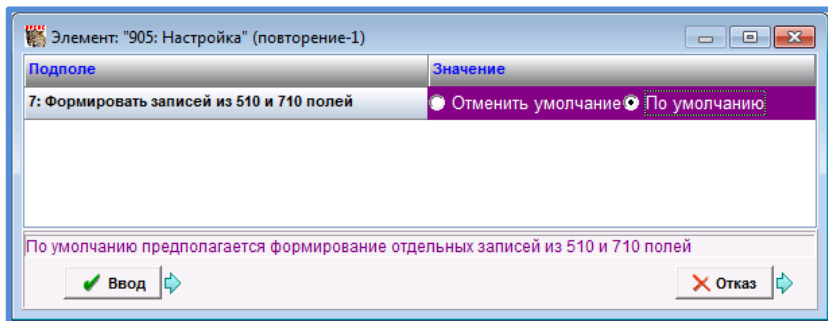 Элемент: "905: Настройка" (повторение-1)
Подполе Значение
7: Формировать записей из 510 и 710 полей Отменить умолчание По умолчанию
По умолчанию предполагается формирование отдельных записей из 510 и 710 полей
Ввод Отказ